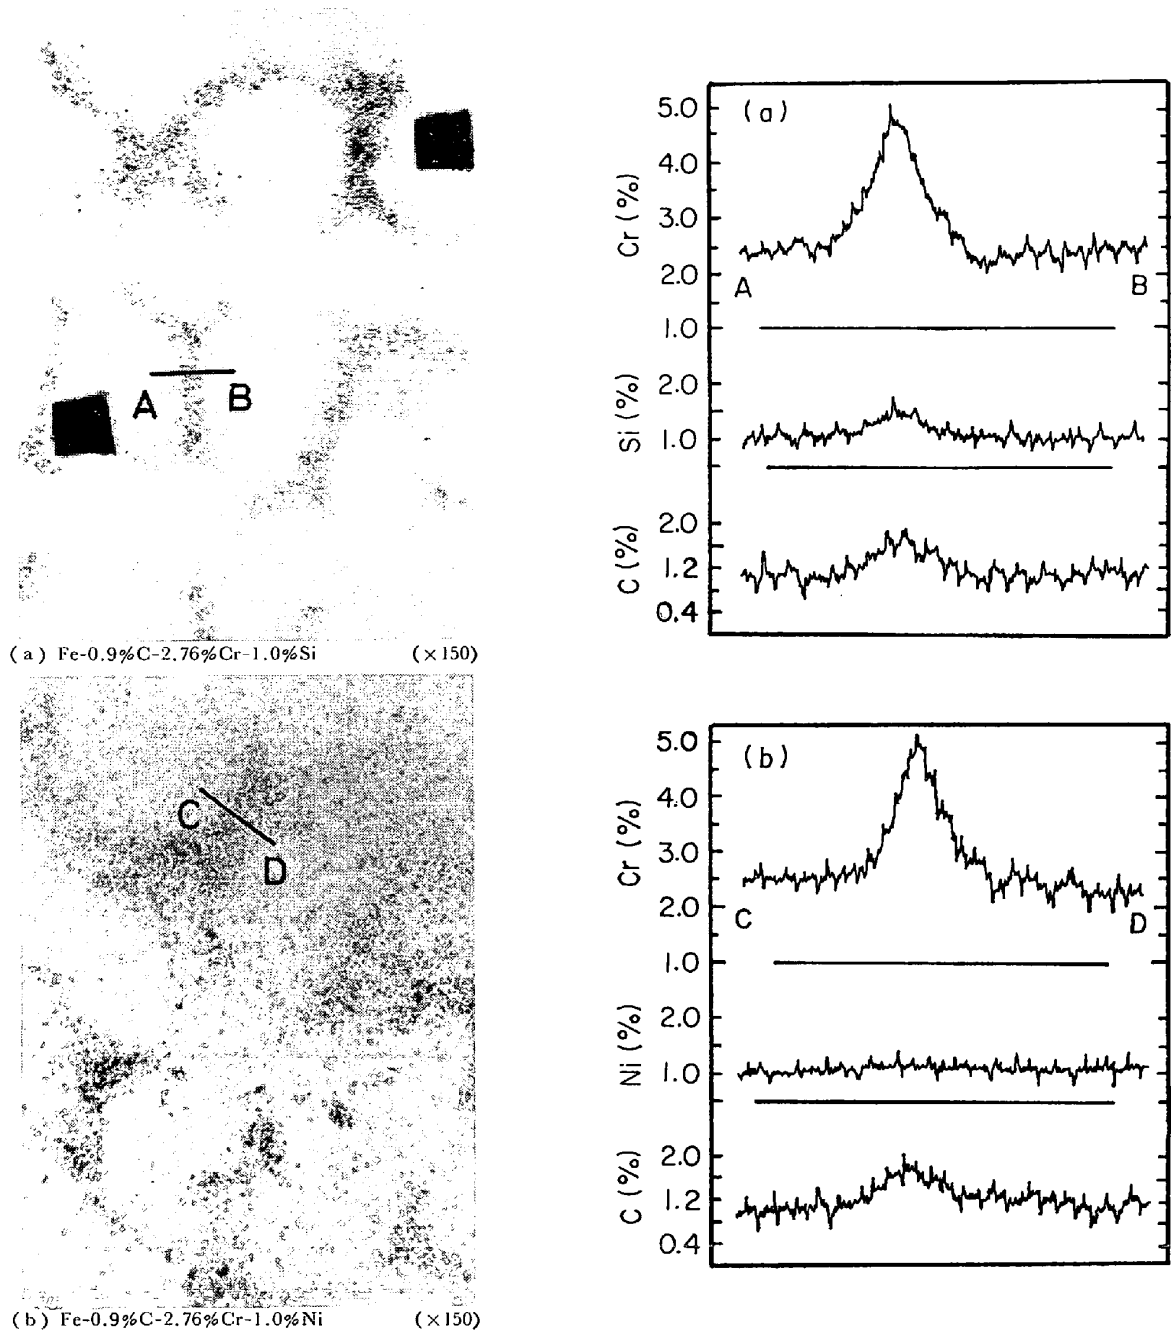 A B
(a) Fe-0.9%C-2.76%Cr-1.0%Si (×150)
(a)
Cr (%)
5.0
4.0
3.0
2.0
1.0
A B
Si (%)
2.0
1.0
C (%)
2.0
1.2
0.4
C
D
(b) Fe-0.9%C-2.76%Cr-1.0%Ni (×150)
(b)
Cr (%)
5.0
4.0
3.0
2.0
1.0
C D
Ni (%)
2.0
1.0
C (%)
2.0
1.2
0.4